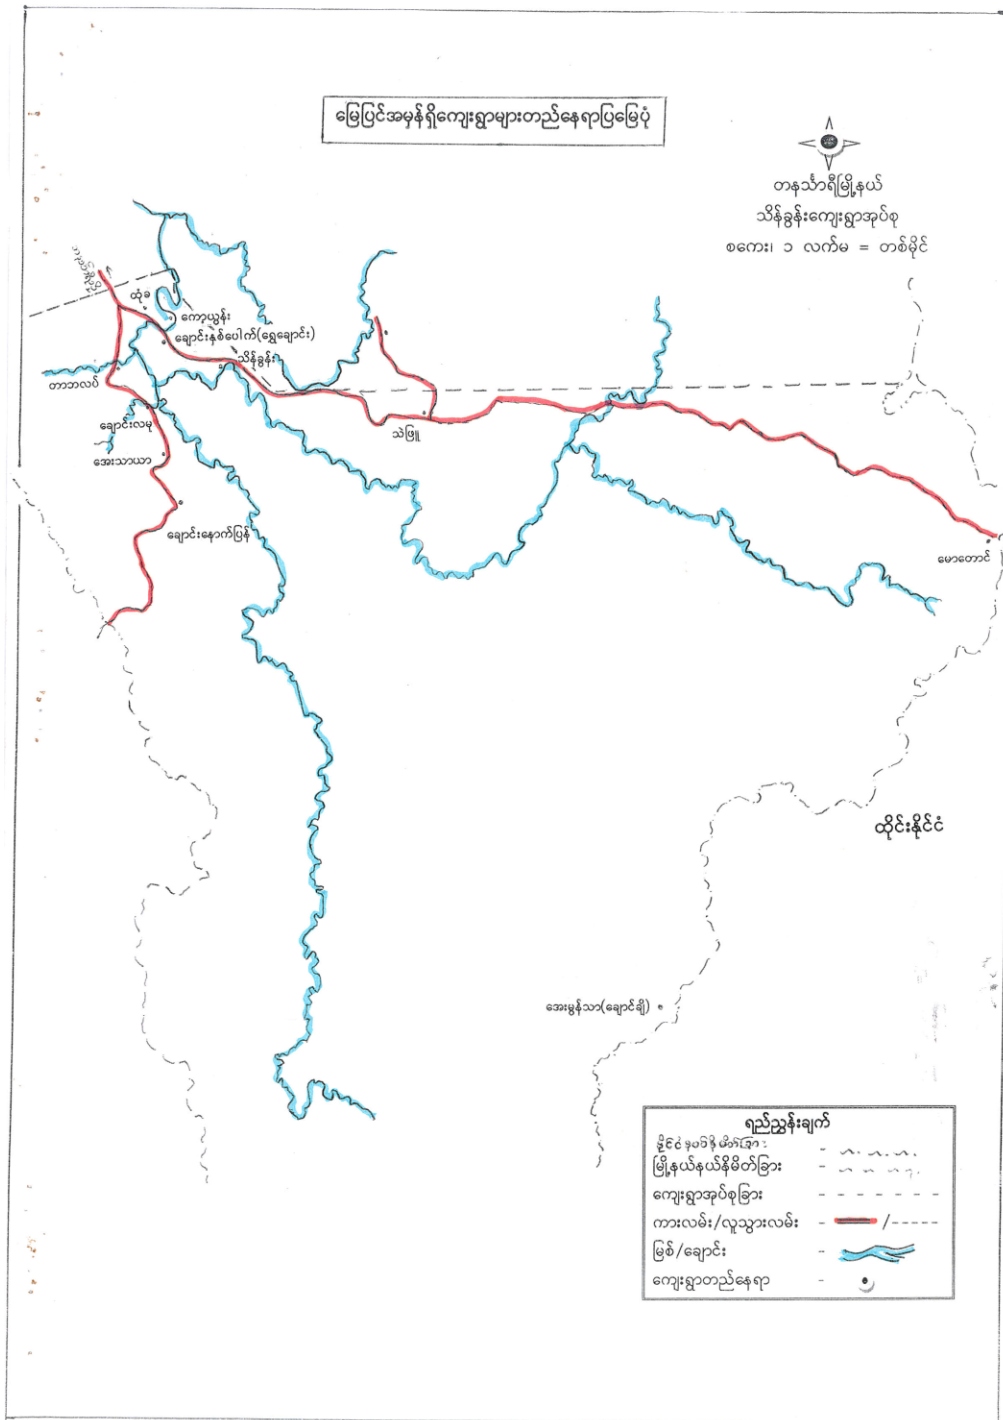 မြေပြင်အမှန်ရှိကျေးရွာများတည်နေရာပြမြေပုံ
တနင်္သာရီမြို့နယ်
သိန်ခွန်းကျေးရွာအုပ်စု
စကေး၊ ၁ လက်မ = တစ်မိုင်
ထုံခ
ကော့ယွန်း
ချောင်းနှစ်ပေါက်(ရွှေချောင်း)
သိန်ခွန်း
တာဘလပ်
ချောင်းလမု
သဲဖြူ
အေးသာယာ
ချောင်းနောက်ပြန်
မောတောင်
ထိုင်းနိုင်ငံ
အေးမွန်သာ(ချောင်ချို)
ရည်ညွှန်းချက်
မြို့နယ်နယ်နိမိတ်ခြား -
ကျေးရွာအုပ်စုခြား -
ကားလမ်း/လူသွားလမ်း - /
မြစ်/ချောင်း -
ကျေးရွာတည်နေရာ -